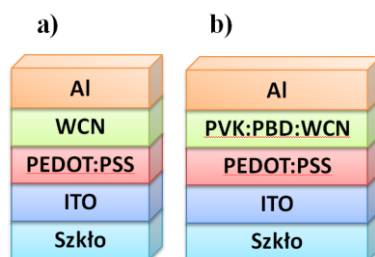 a)
Al
WCN
PEDOT:PSS
ITO
Szkło
b)
Al
PVK:PBD:WCN
PEDOT:PSS
ITO
Szkło